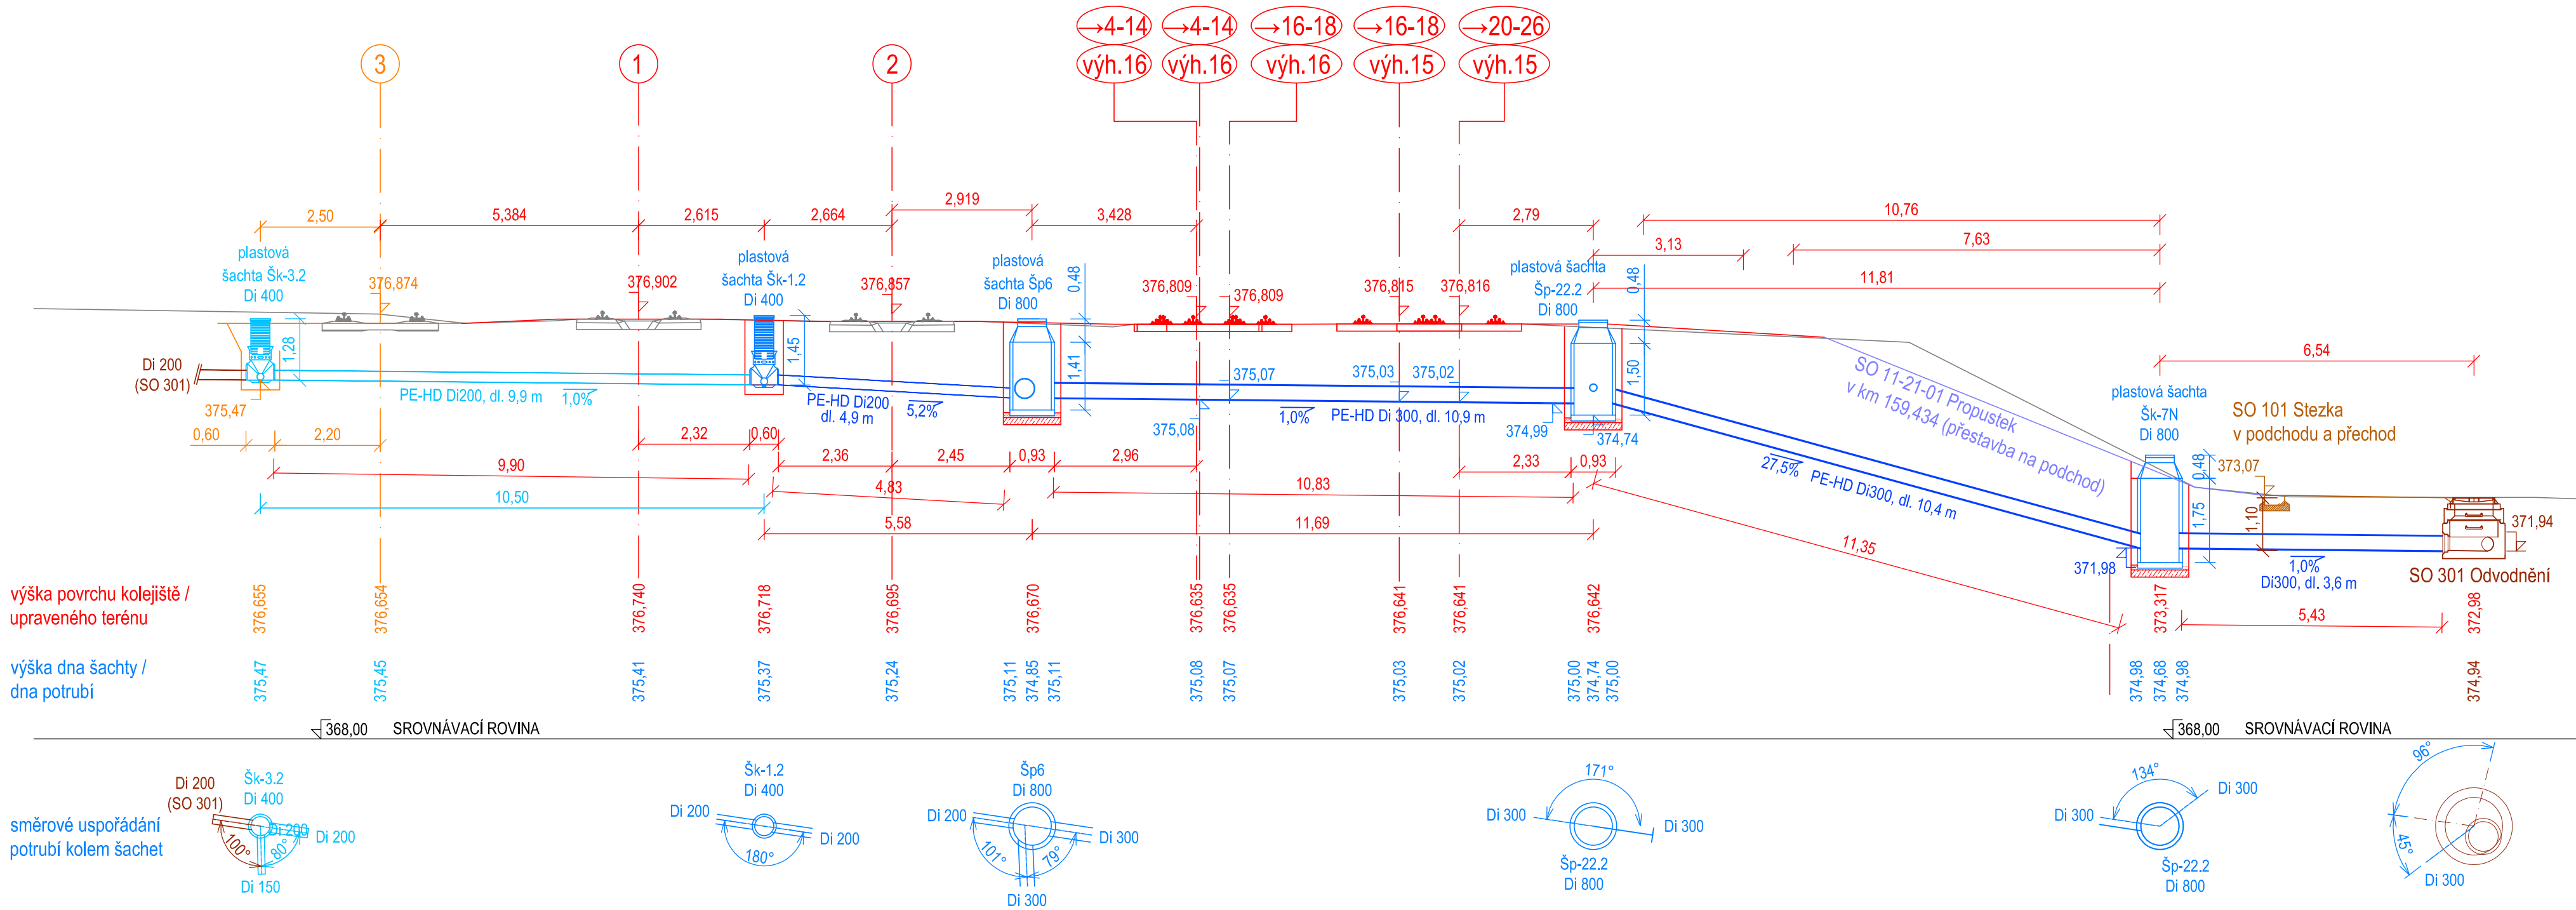 →4-14
→4-14
→16-18
→16-18
→20-26
výh.16
výh.16
výh.16
výh.15
výh.15
3
1
2
2,50
5,384
2,615
2,664
2,919
3,428
2,79
10,76
3,13
7,63
11,81
plastová
šachta Šk-3.2
Di 400
376,874
376,902
plastová
šachta Šk-1.2
Di 400
376,857
plastová
šachta Šp6
Di 800
0,48
376,809
376,809
376,815
376,816
plastová šachta
Šp-22.2
Di 800
0,48
1,28
1,45
1,41
1,50
Di 200
(SO 301)
375,47
PE-HD Di200, dl. 9,9 m
1,0%
PE-HD Di200
dl. 4,9 m
5,2%
375,07
375,03
375,02
375,08
1,0%
PE-HD Di 300, dl. 10,9 m
374,99
374,74
SO 11-21-01 Propustek
v km 159,434 (přestavba na podchod)
27,5%
PE-HD Di300, dl. 10,4 m
plastová šachta
Šk-7N
Di 800
0,48
1,75
6,54
SO 101 Stezka
v podchodu a přechod
373,07
1,10
371,94
371,98
1,0%
Di300, dl. 3,6 m
SO 301 Odvodnění
0,60
2,20
2,32
0,60
2,36
2,45
0,93
2,96
2,33
0,93
9,90
4,83
10,83
10,50
5,58
11,69
11,35
5,43
výška povrchu kolejiště /
upraveného terénu
376,655
376,654
376,740
376,718
376,695
376,670
376,635
376,635
376,641
376,641
376,642
373,317
372,98
výška dna šachty /
dna potrubí
375,47
375,45
375,41
375,37
375,24
375,11
374,85
375,11
375,08
375,07
375,03
375,02
375,00
374,74
375,00
374,98
374,68
374,98
374,94
368,00 SROVNÁVACÍ ROVINA
368,00 SROVNÁVACÍ ROVINA
směrové uspořádání
potrubí kolem šachet
Di 200
(SO 301)
Šk-3.2
Di 400
Di 200
Di 200
100°
80°
Di 150
Šk-1.2
Di 400
Di 200
Di 200
180°
Šp6
Di 800
Di 200
Di 300
101°
79°
Di 300
171°
Di 300
Di 300
Šp-22.2
Di 800
134°
Di 300
Di 300
Šp-22.2
Di 800
96°
45°
Di 300